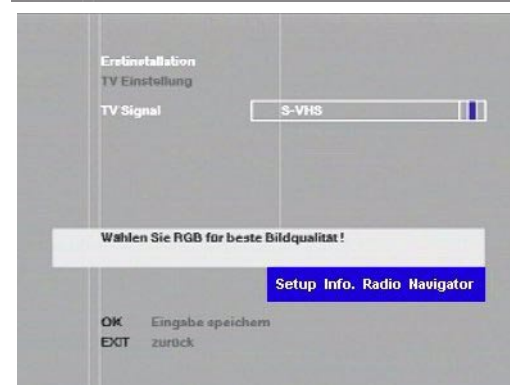 Erstinstallation
TV Einstellung
TV Signal S-VHS
Wählen Sie RGB für beste Bildqualität!
Setup Info. Radio Navigator
OK Eingabe speichern
EXIT zurück